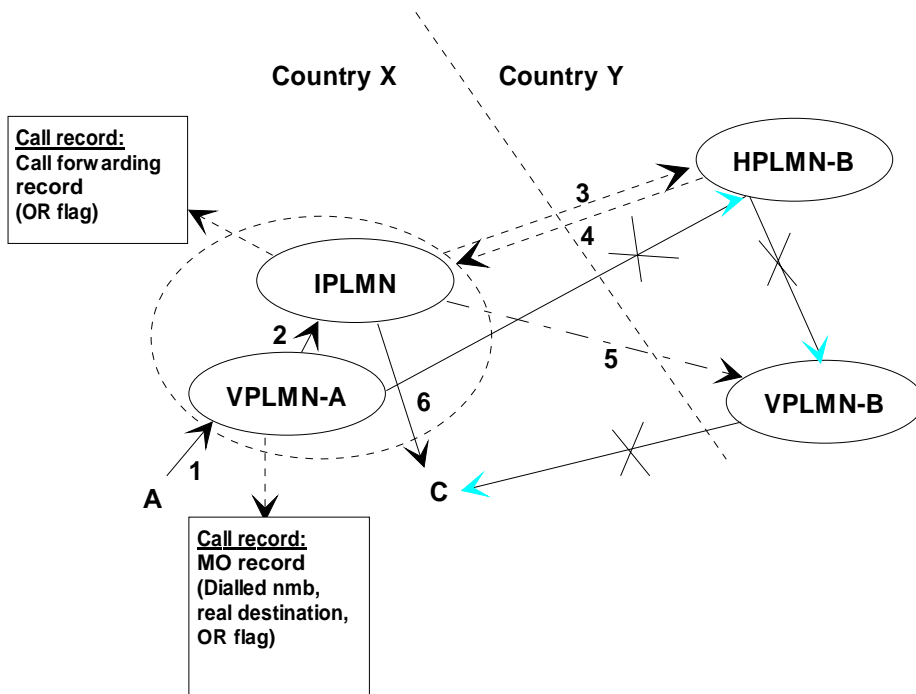 Country X
Country Y
Call record:
Call forwarding
record
(OR flag)
HPLMN-B
3
4
IPLMN
2
5
VPLMN-A
6
VPLMN-B
1
A
C
Call record:
MO record
(Dialled nmb,
real destination,
OR flag)